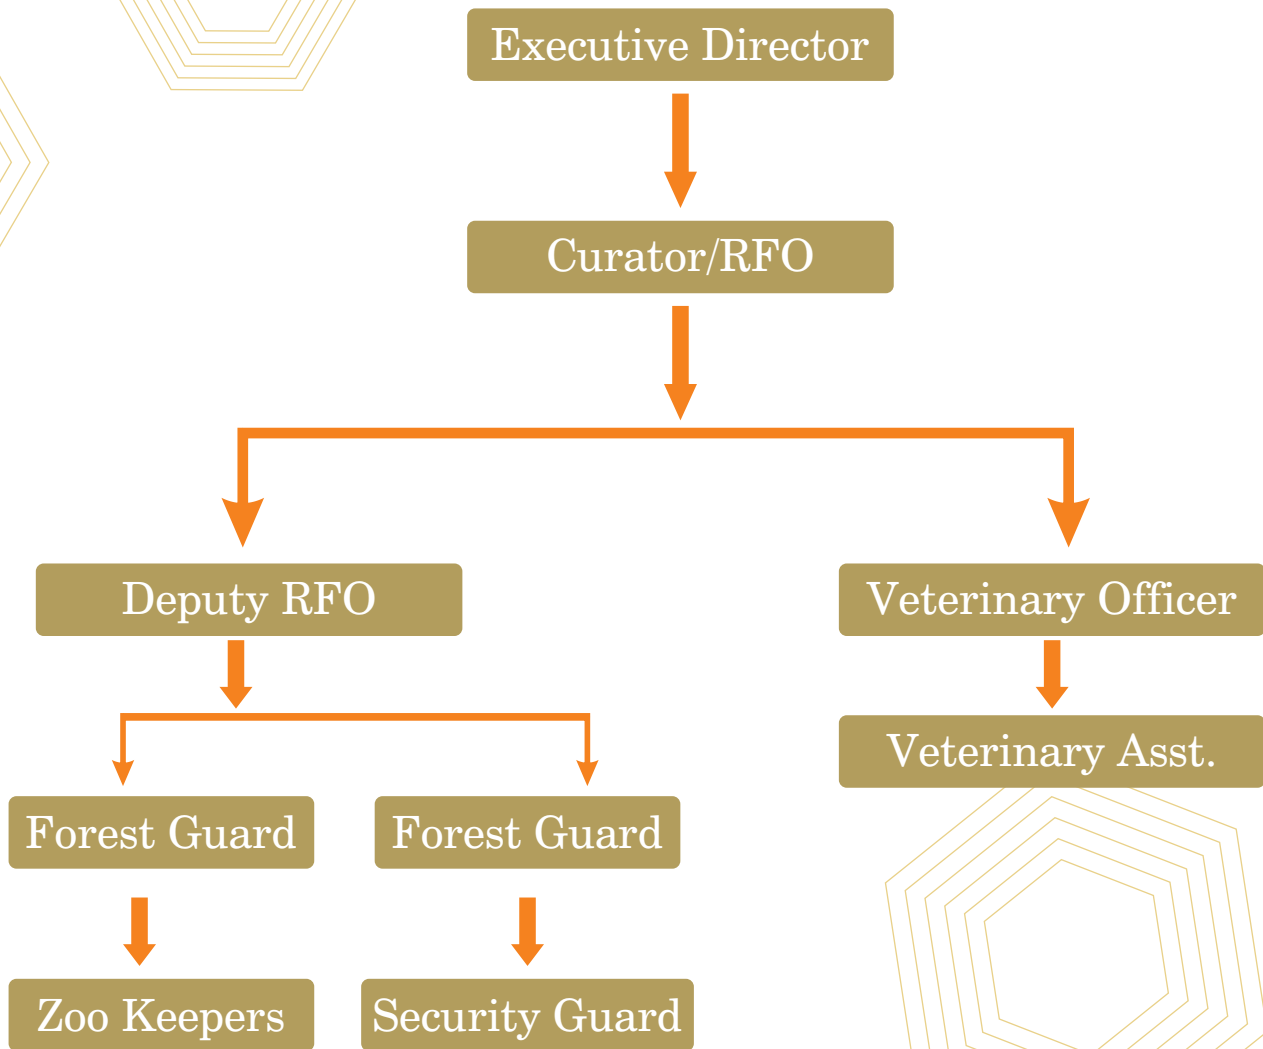 Executive Director
Curator/RFO
Deputy RFO
Veterinary Officer
Veterinary Asst.
Forest Guard
Forest Guard
Zoo Keepers
Security Guard